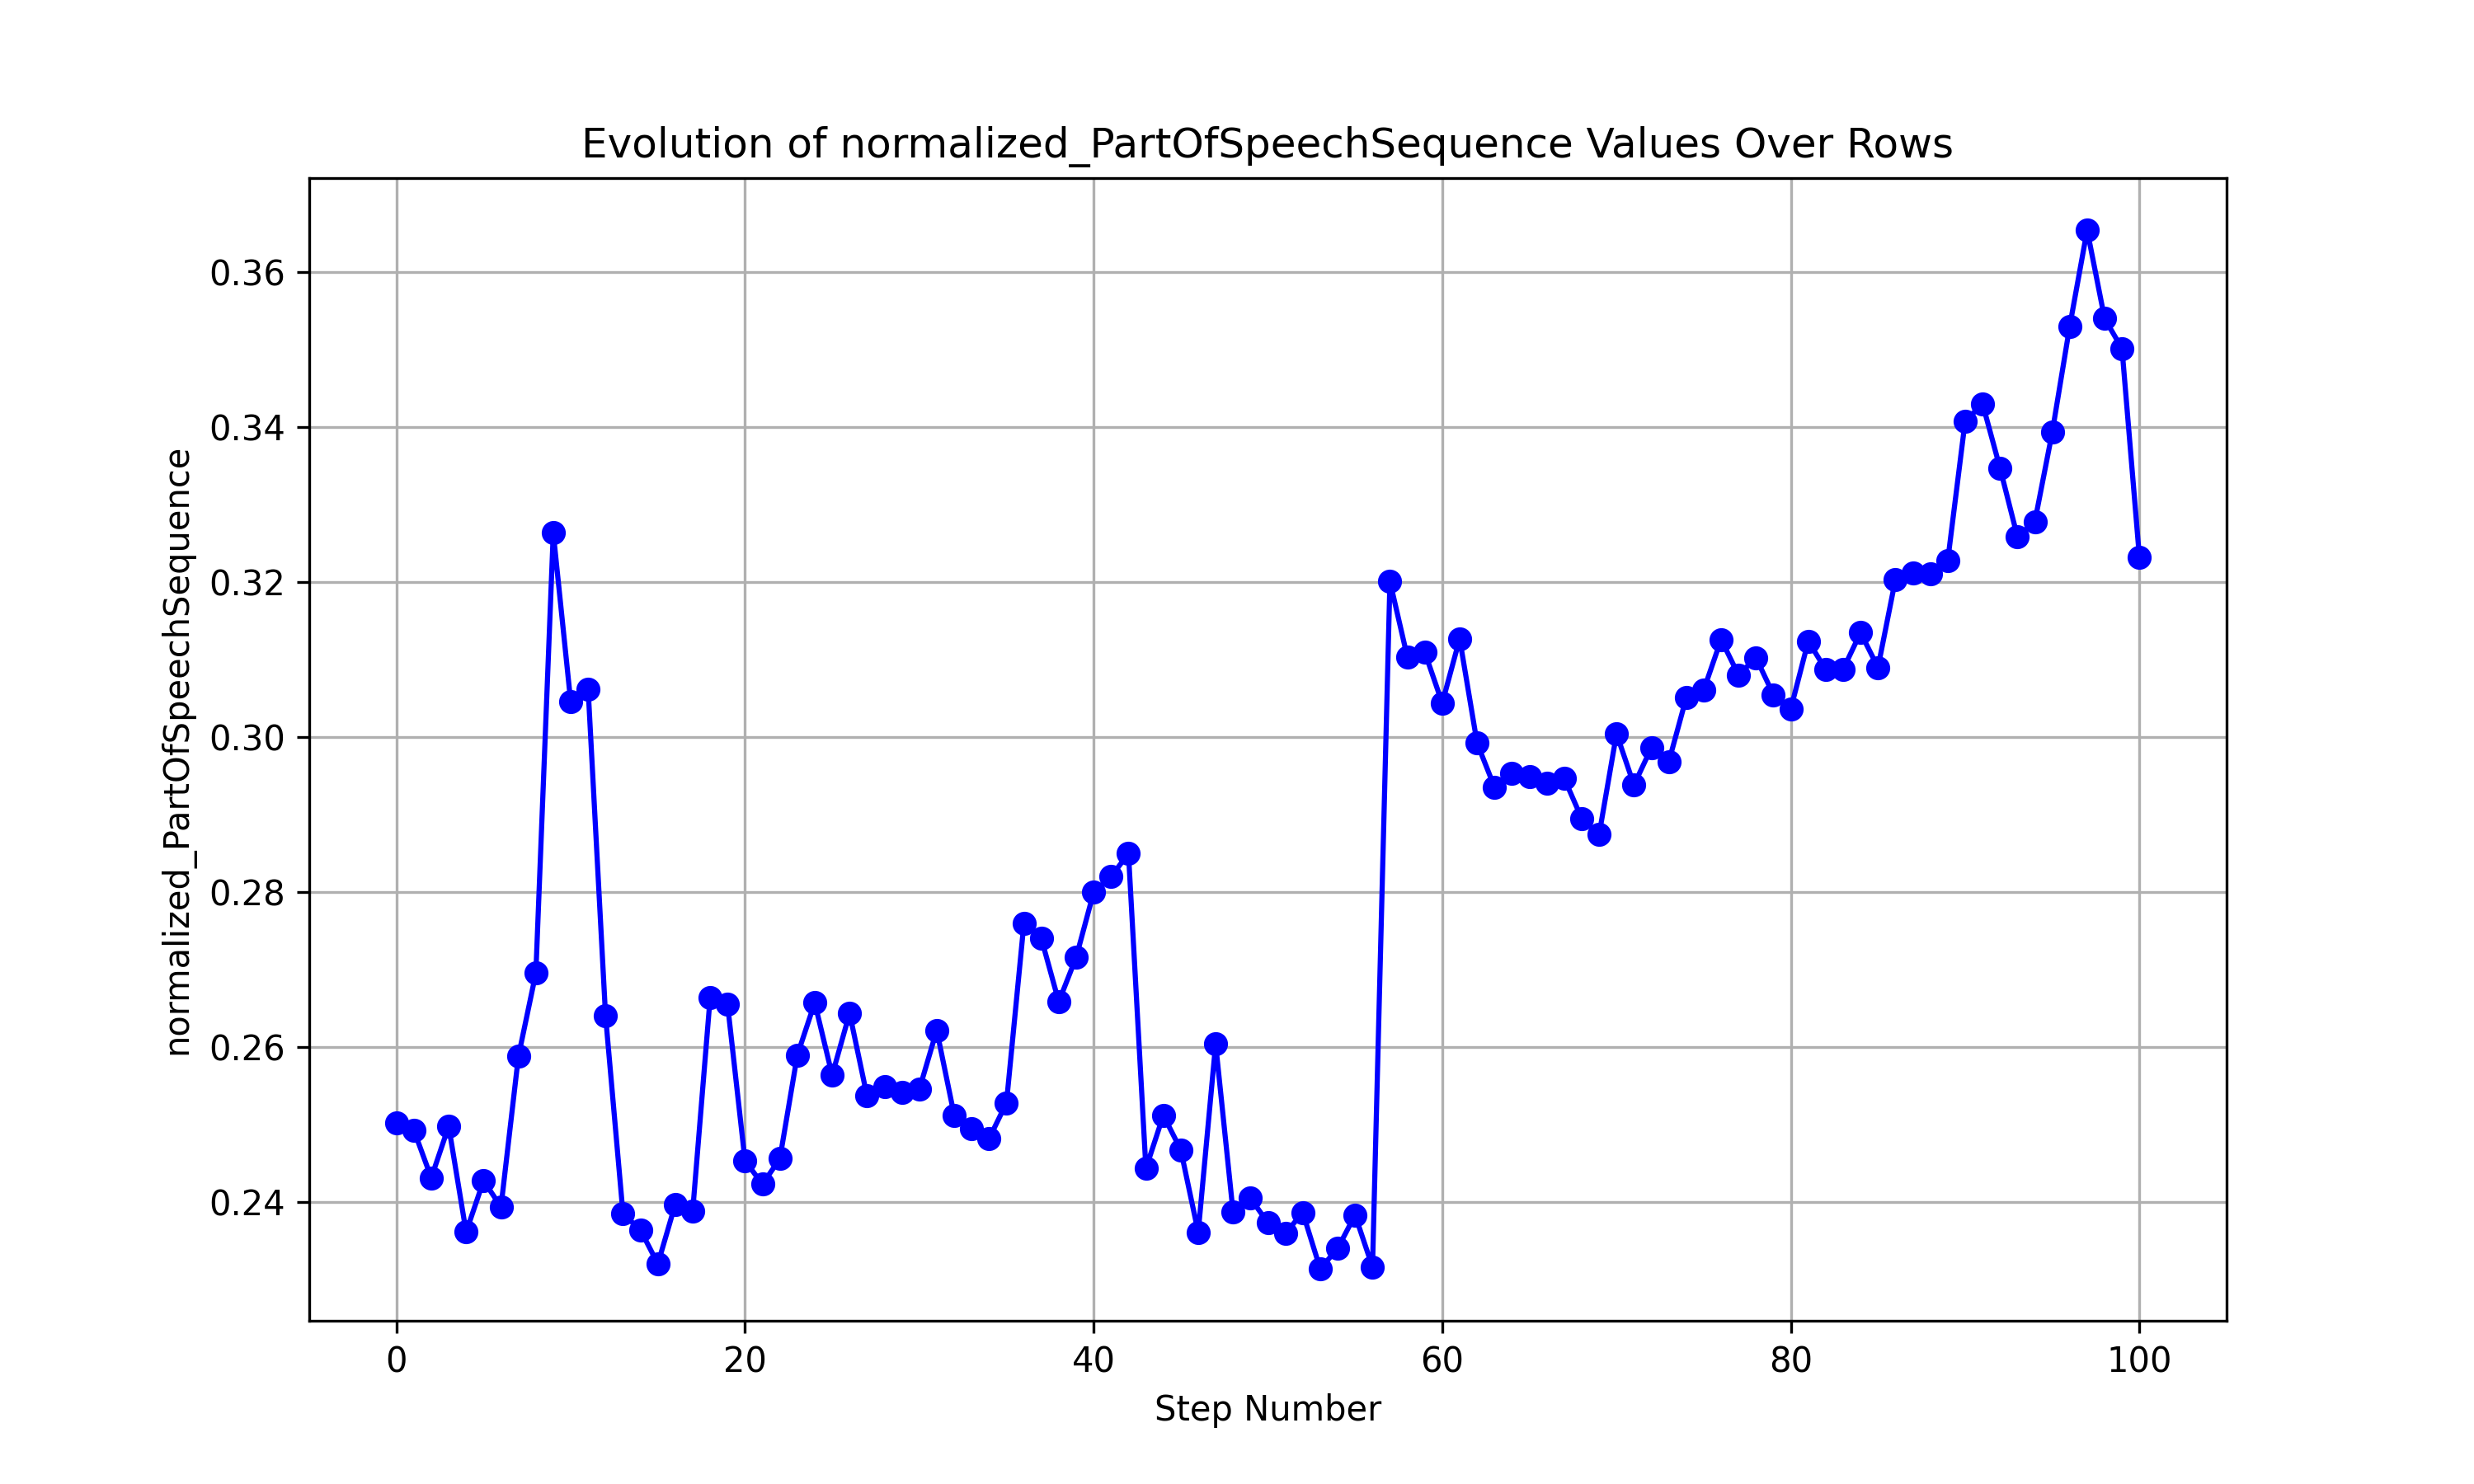 Evolution of normalized_PartOfSpeechSequence Values Over Rows
normalized_PartOfSpeechSequence
0.36
0.34
0.32
0.30
0.28
0.26
0.24
0 20 40 60 80 100
Step Number